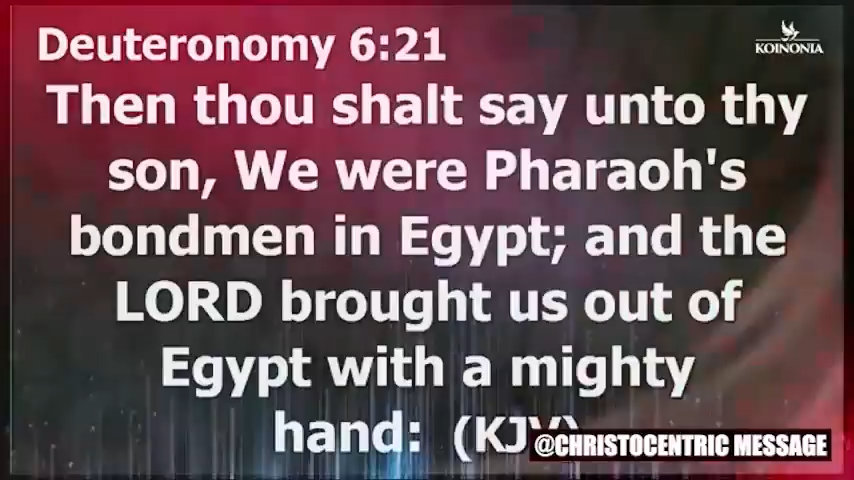 Deuteronomy 6:21
KOINONIA
Then thou shalt say unto thy
son, We were Pharaoh's
bondmen in Egypt; and the
LORD brought us out of
Egypt with a mighty
hand: (KJV)
@CHRISTOCENTRIC MESSAGE